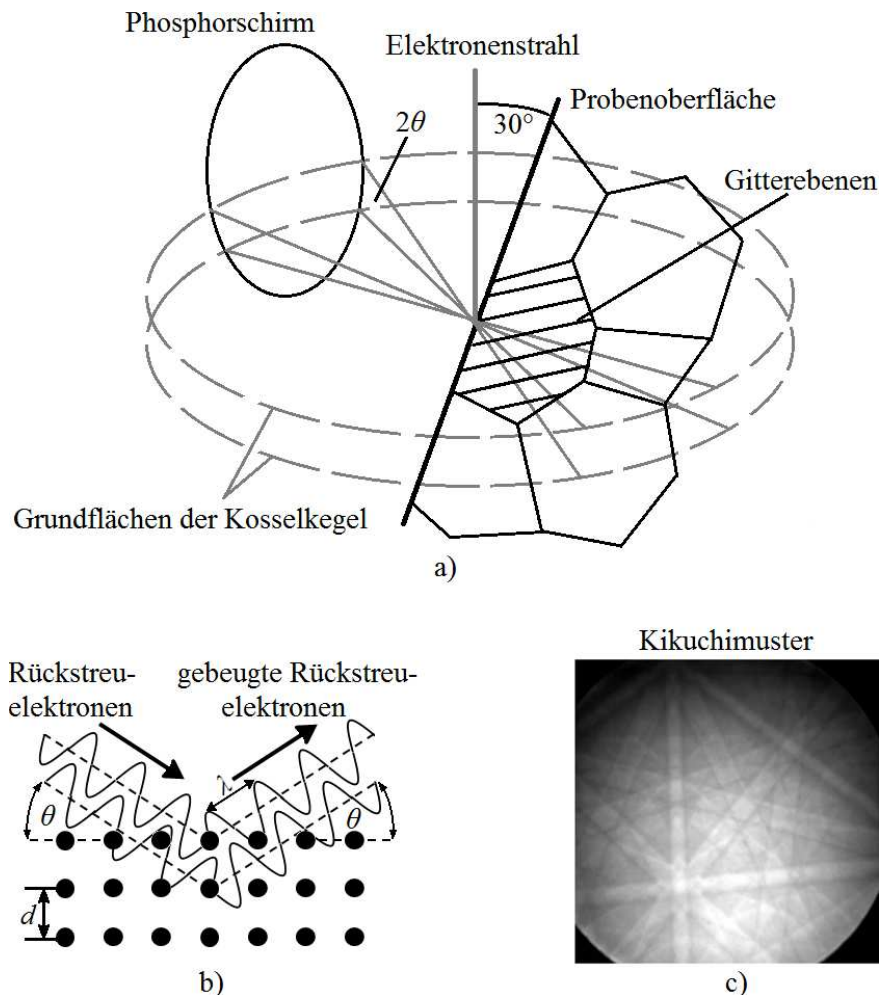 Phosphorschirm
Elektronenstrahl
Probenoberfläche
2θ
30°
Gitterebenen
Grundflächen der Kosselkegel
a)
Kikuchimuster
Rückstreu-
elektronen
gebeugte Rückstreu-
elektronen
λ
θ
θ
d
b)
c)